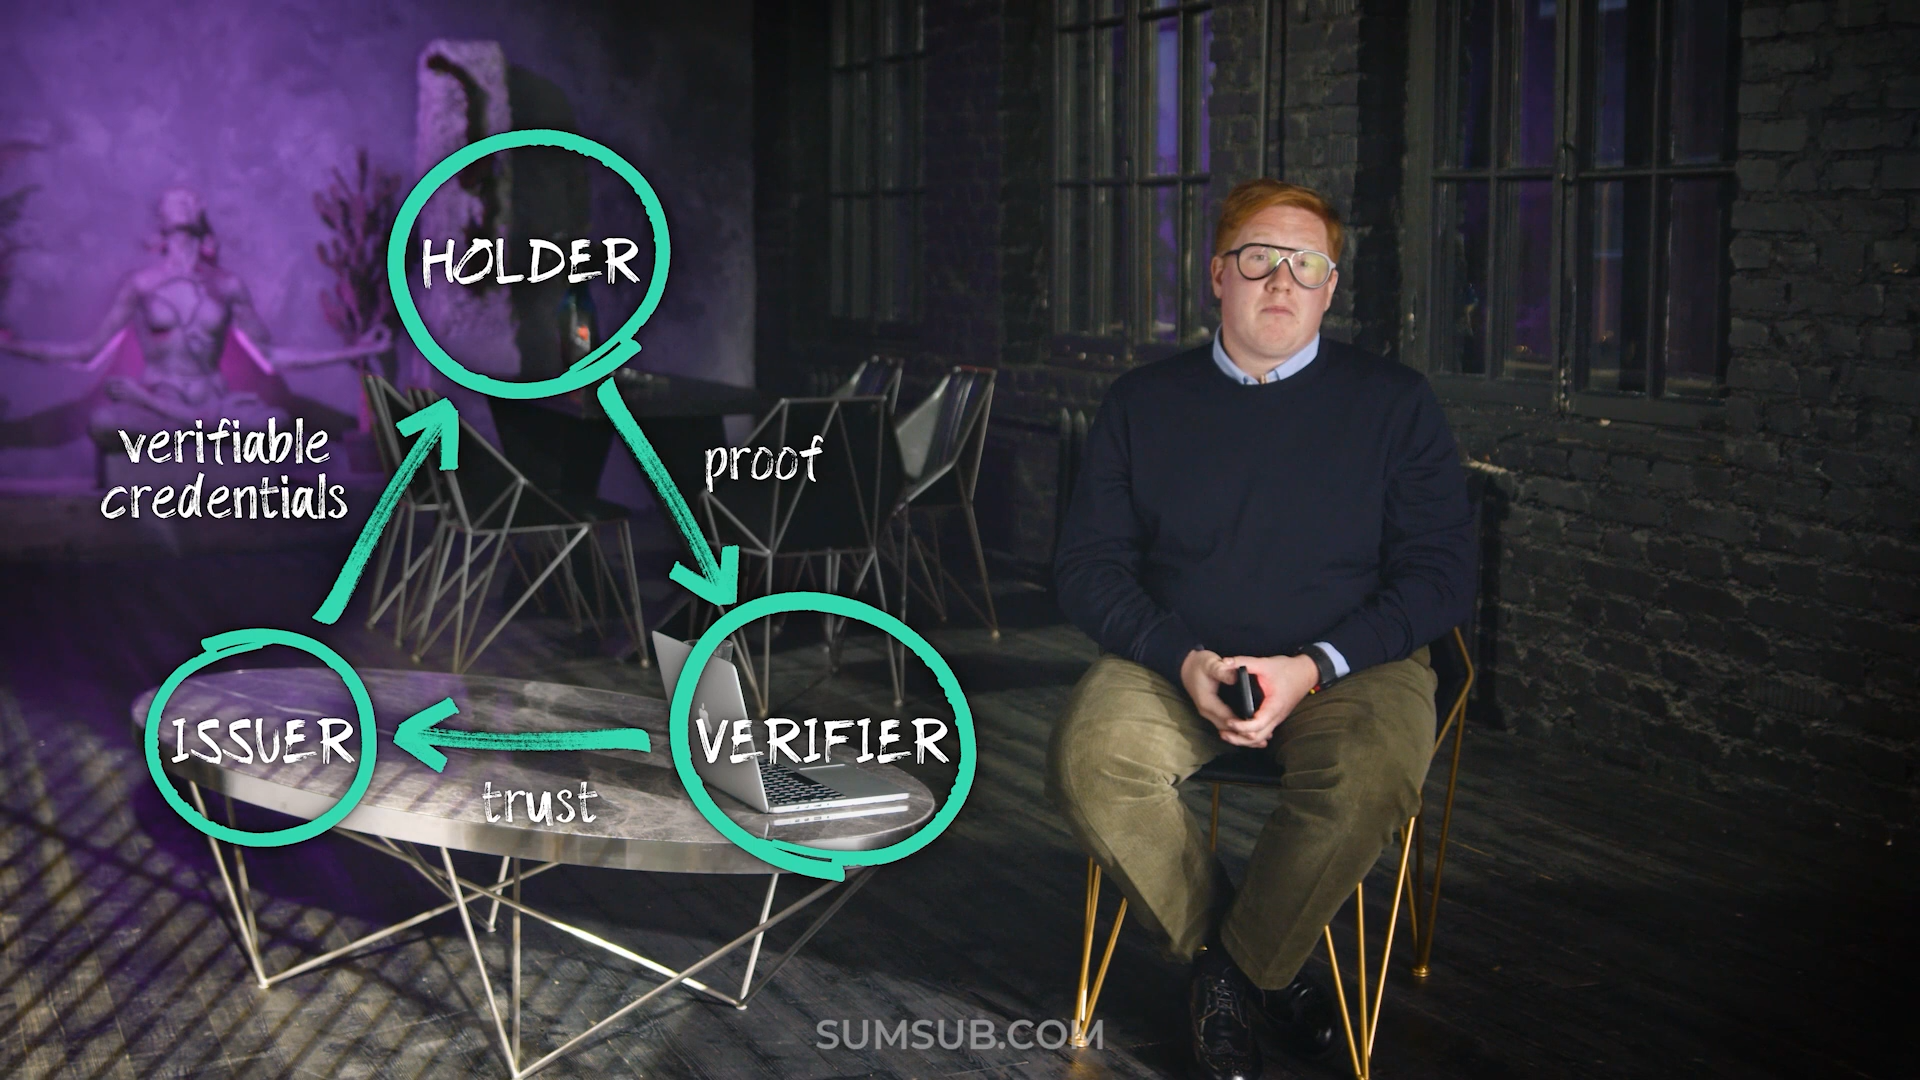 HOLDER
verifiable
credentials
proof
ISSUER
VERIFIER
trust
SUMSUB.COM